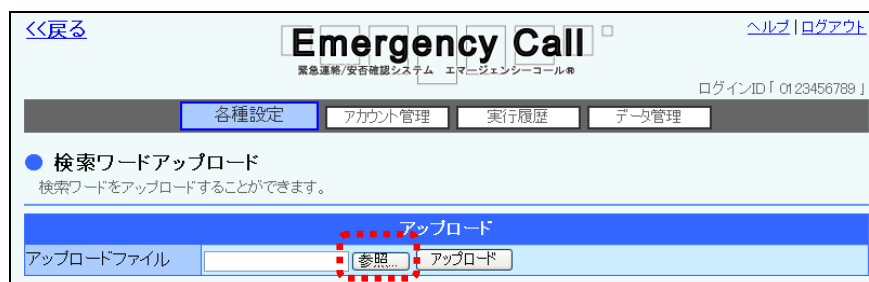 <<戻る
ヘルプ | ログアウト
Emergency Call
緊急連絡/安否確認システム エマージェンシーコール®
ログインID「 0123456789 」
各種設定 アカウント管理 実行履歴 データ管理
● 検索ワードアップロード
検索ワードをアップロードすることができます。
アップロード
アップロードファイル 参照... アップロード